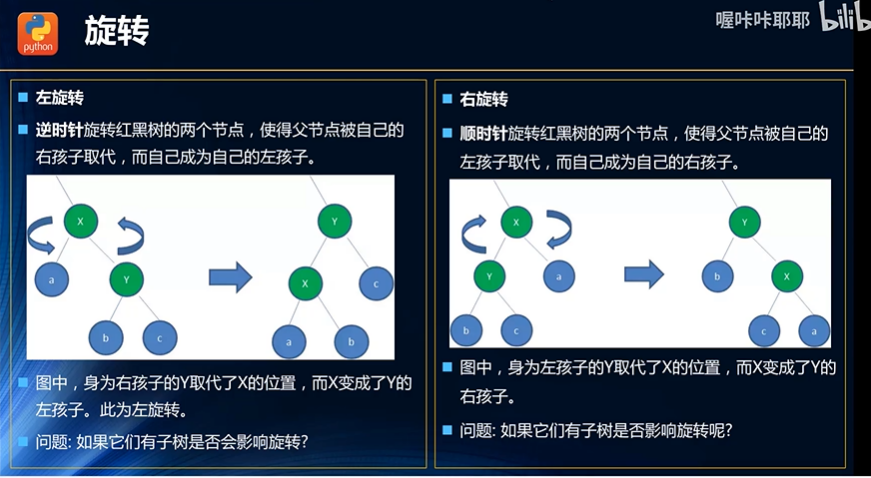 喔咔咔耶耶 bilib
python
旋转
左旋转
逆时针旋转红黑树的两个节点，使得父节点被自己的
右孩子取代，而自己成为自己的左孩子。
X
a
Y
b
c
Y
X
c
a
b
图中，身为右孩子的Y取代了X的位置，而X变成了Y的
左孩子。此为左旋转。
问题: 如果它们有子树是否会影响旋转?
右旋转
顺时针旋转红黑树的两个节点，使得父节点被自己的
左孩子取代，而自己成为自己的右孩子。
X
Y
a
b
c
Y
b
X
c
a
图中，身为左孩子的Y取代了X的位置，而X变成了Y的
右孩子。
问题: 如果它们有子树是否影响旋转呢?